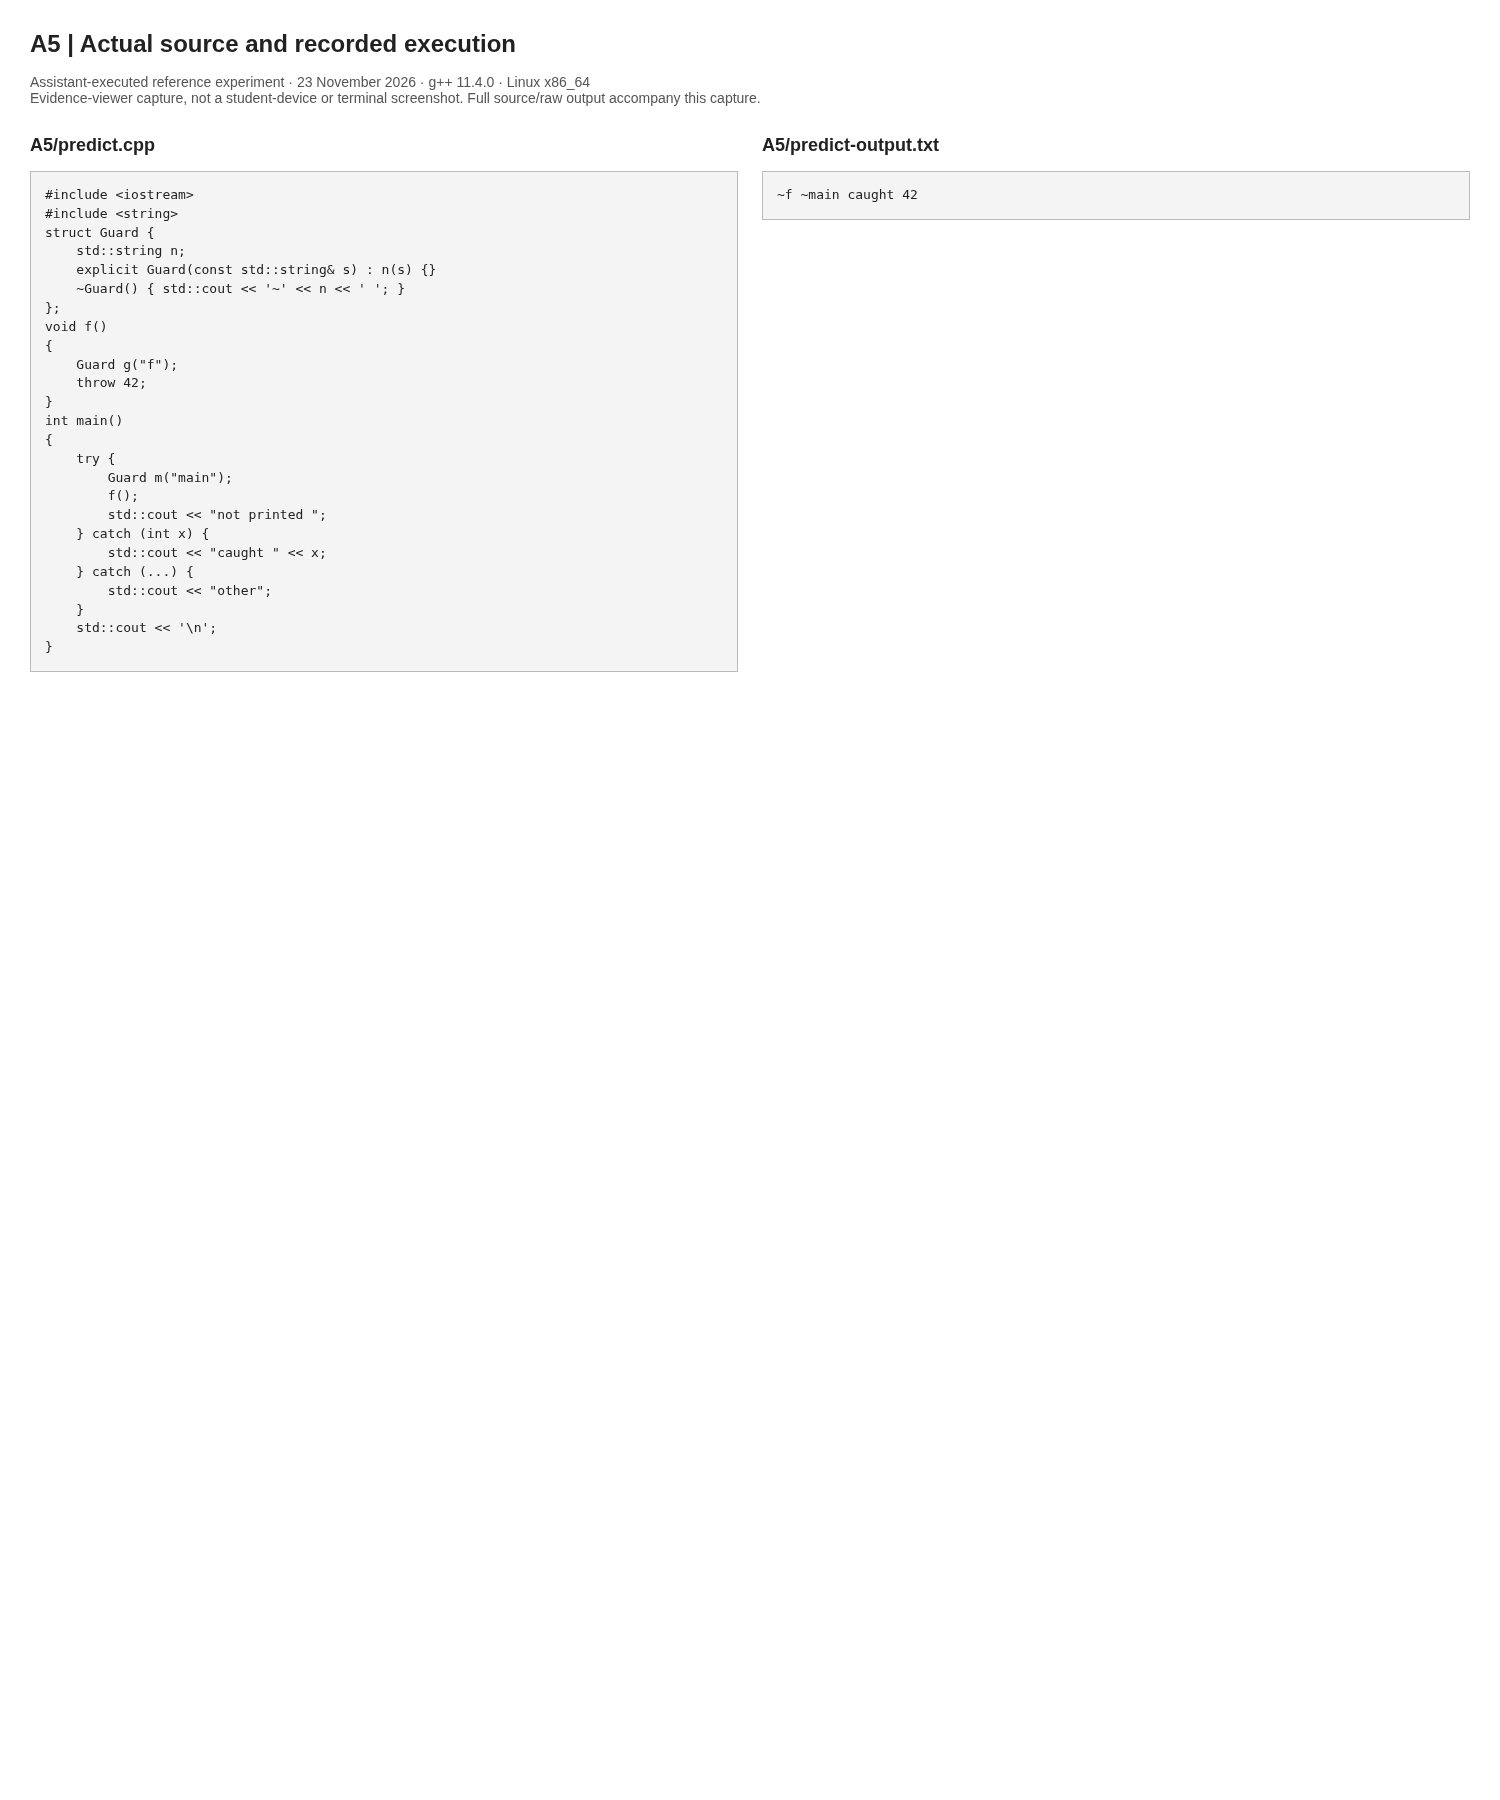 A5 | Actual source and recorded execution
Assistant-executed reference experiment · 23 November 2026 · g++ 11.4.0 · Linux x86_64
Evidence-viewer capture, not a student-device or terminal screenshot. Full source/raw output accompany this capture.
A5/predict.cpp
#include <iostream>
#include <string>
struct Guard {
    std::string n;
    explicit Guard(const std::string& s) : n(s) {}
    ~Guard() { std::cout << '~' << n << ' '; }
};
void f()
{
    Guard g("f");
    throw 42;
}
int main()
{
    try {
        Guard m("main");
        f();
        std::cout << "not printed ";
    } catch (int x) {
        std::cout << "caught " << x;
    } catch (...) {
        std::cout << "other";
    }
    std::cout << '\n';
}
A5/predict-output.txt
~f ~main caught 42